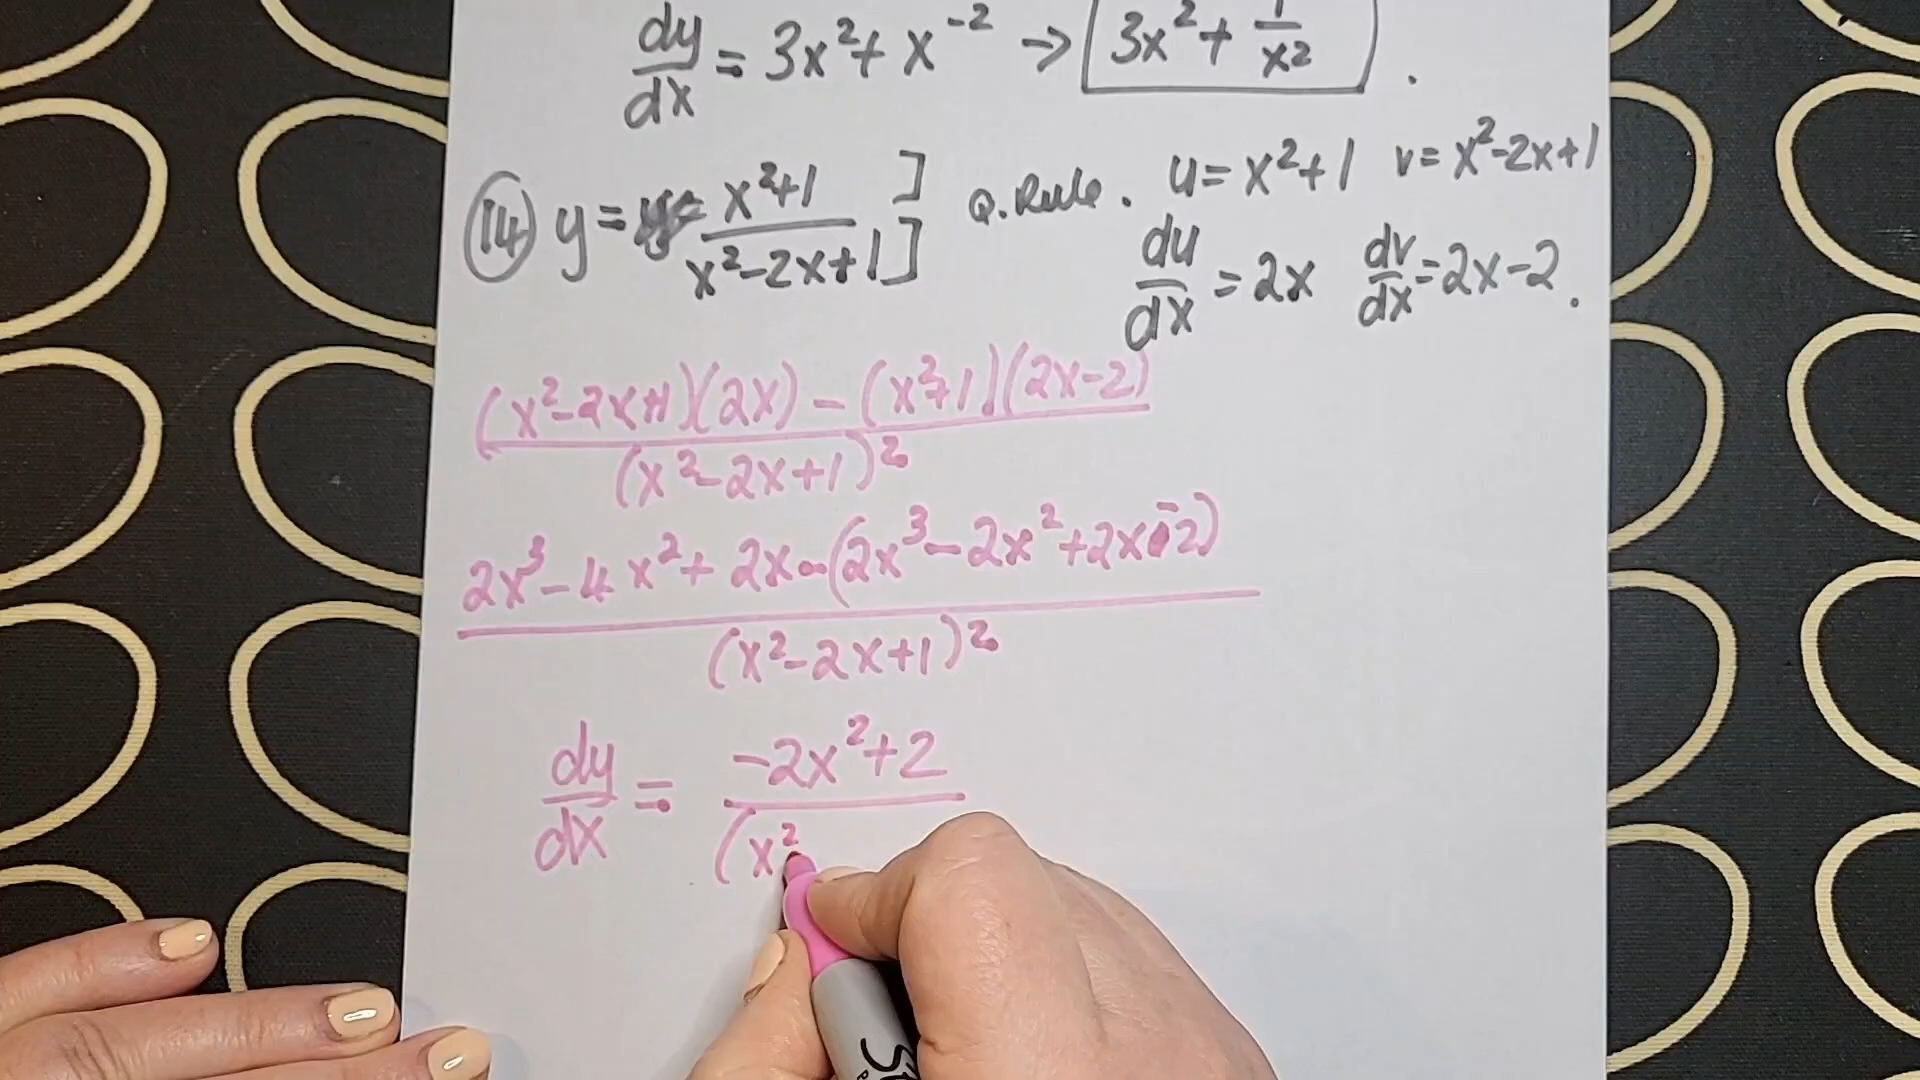 dy/dx = 3x²+ x⁻² → 3x²+ 1/x² .
14 y = x²+1 / x²-2x+1 ] Q. Rule . u= x²+1 v= x²-2x+1
du/dx = 2x dv/dx = 2x-2 .
(x²-2x+1)(2x) - (x²+1)(2x-2) / (x²-2x+1)²
2x³-4x²+ 2x-(2x³-2x²+2x-2) / (x²-2x+1)²
dy/dx = -2x²+2 / (x²